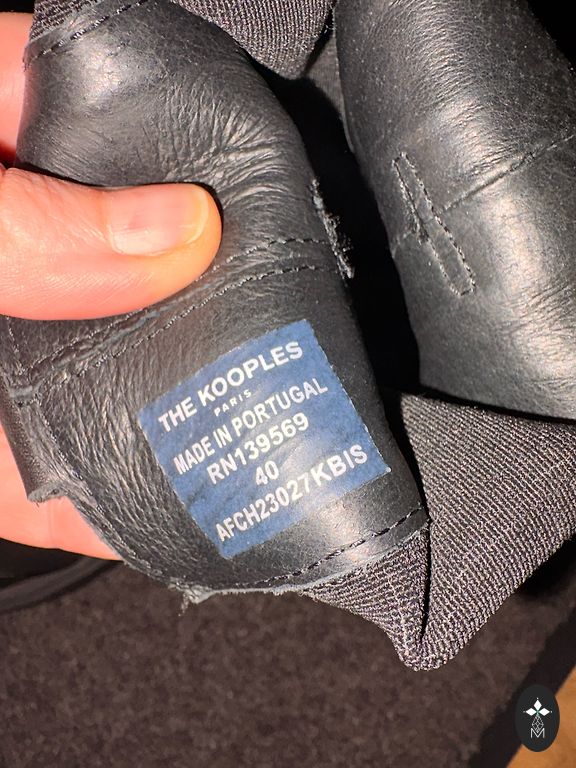 THE KOOPLES
PARIS
MADE IN PORTUGAL
RN139569
40
AFCH23027KBIS
M